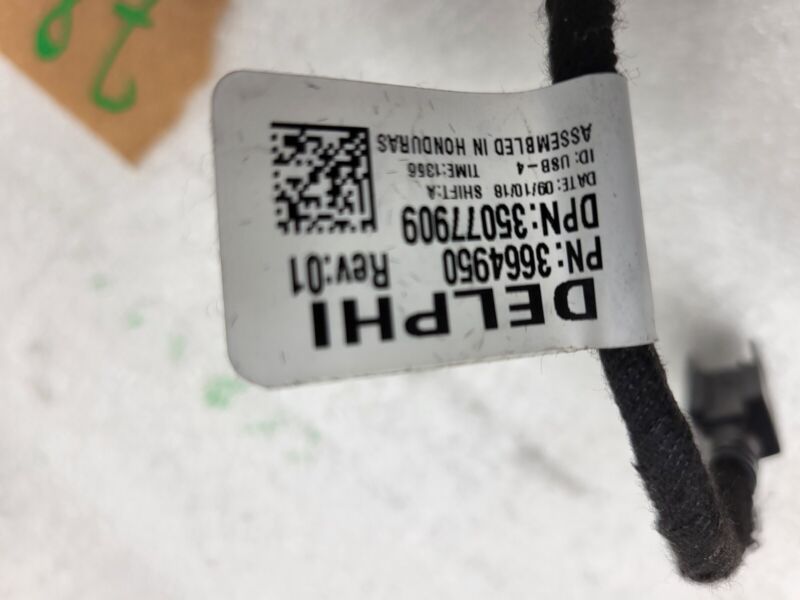 DELPHI
PN: 3664950 Rev:01
DPN: 35077909
DATE: 09/10/18 SHIFT:A
ID: USB-4 TIME:1356
ASSEMBLED IN HONDURAS